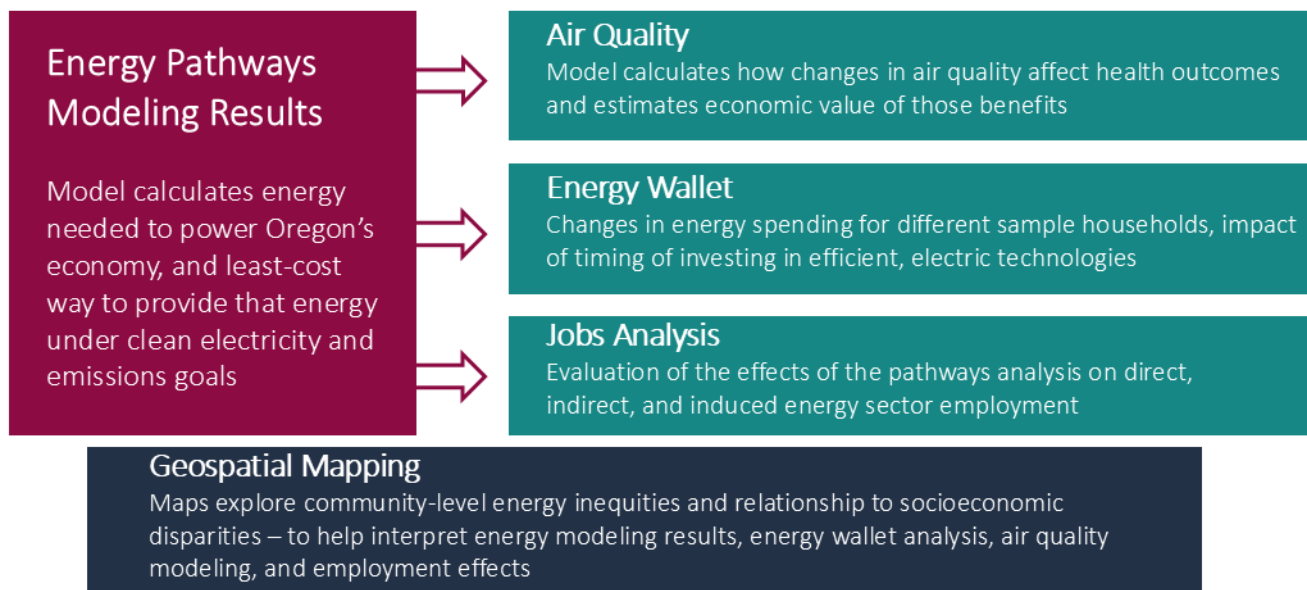 Energy Pathways
Modeling Results
Model calculates energy
needed to power Oregon’s
economy, and least-cost
way to provide that energy
under clean electricity and
emissions goals
Air Quality
Model calculates how changes in air quality affect health outcomes
and estimates economic value of those benefits
Energy Wallet
Changes in energy spending for different sample households, impact
of timing of investing in efficient, electric technologies
Jobs Analysis
Evaluation of the effects of the pathways analysis on direct,
indirect, and induced energy sector employment
Geospatial Mapping
Maps explore community-level energy inequities and relationship to socioeconomic
disparities – to help interpret energy modeling results, energy wallet analysis, air quality
modeling, and employment effects